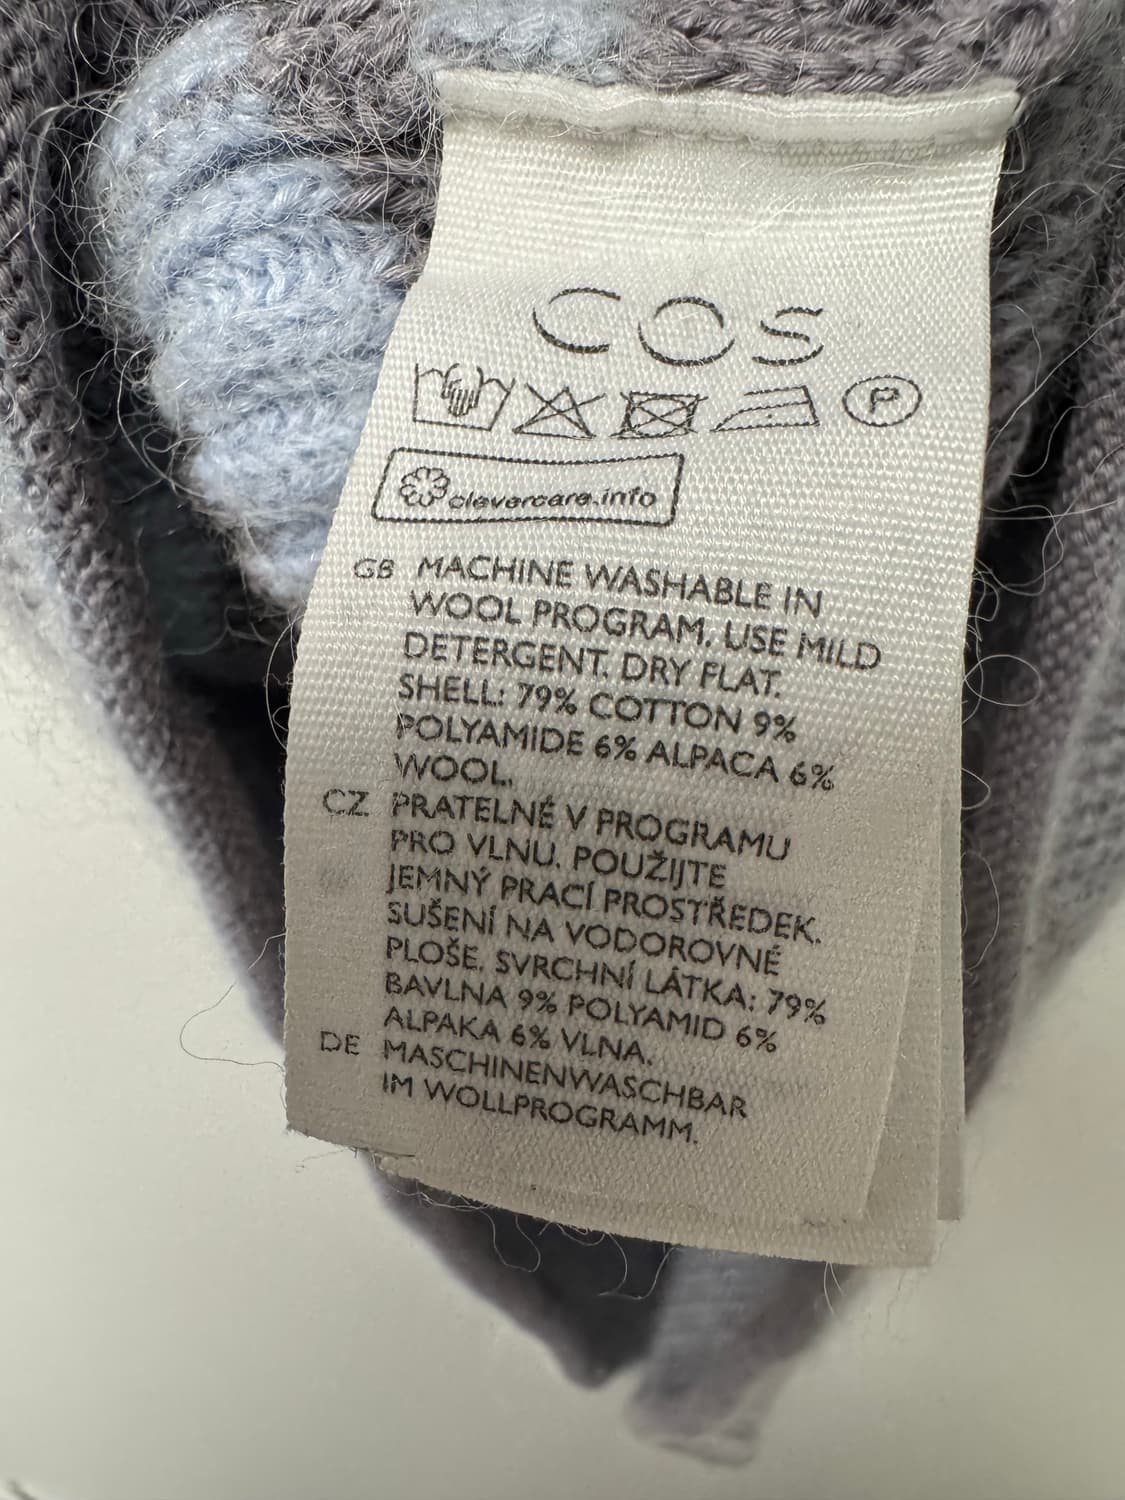 COS
P
clevercare.info
GB MACHINE WASHABLE IN
WOOL PROGRAM. USE MILD
DETERGENT. DRY FLAT.
SHELL: 79% COTTON 9%
POLYAMIDE 6% ALPACA 6%
WOOL.
CZ PRATELNÉ V PROGRAMU
PRO VLNU. POUŽIJTE
JEMNÝ PRACÍ PROSTŘEDEK.
SUŠENÍ NA VODOROVNÉ
PLOŠE. SVRCHNÍ LÁTKA: 79%
BAVLNA 9% POLYAMID 6%
ALPAKA 6% VLNA.
DE MASCHINENWASCHBAR
IM WOLLPROGRAMM.